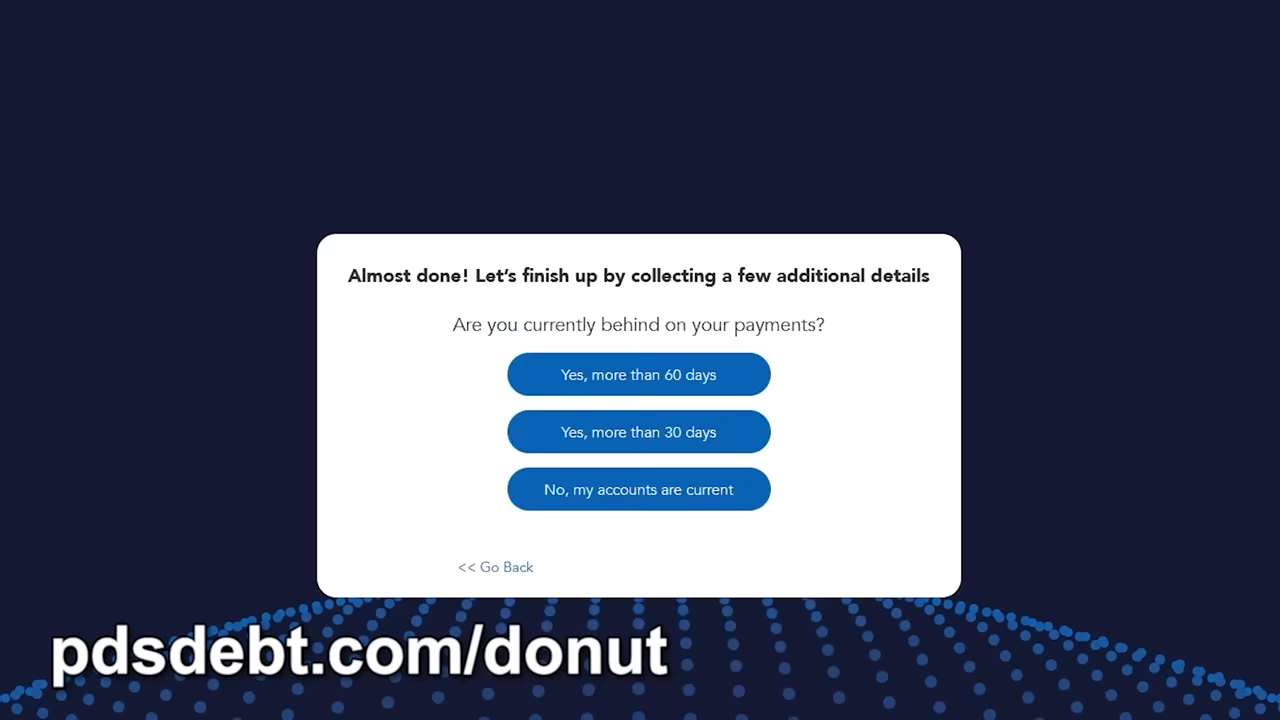 Almost done! Let’s finish up by collecting a few additional details
Are you currently behind on your payments?
Yes, more than 60 days
Yes, more than 30 days
No, my accounts are current
<< Go Back
pdsdebt.com/donut